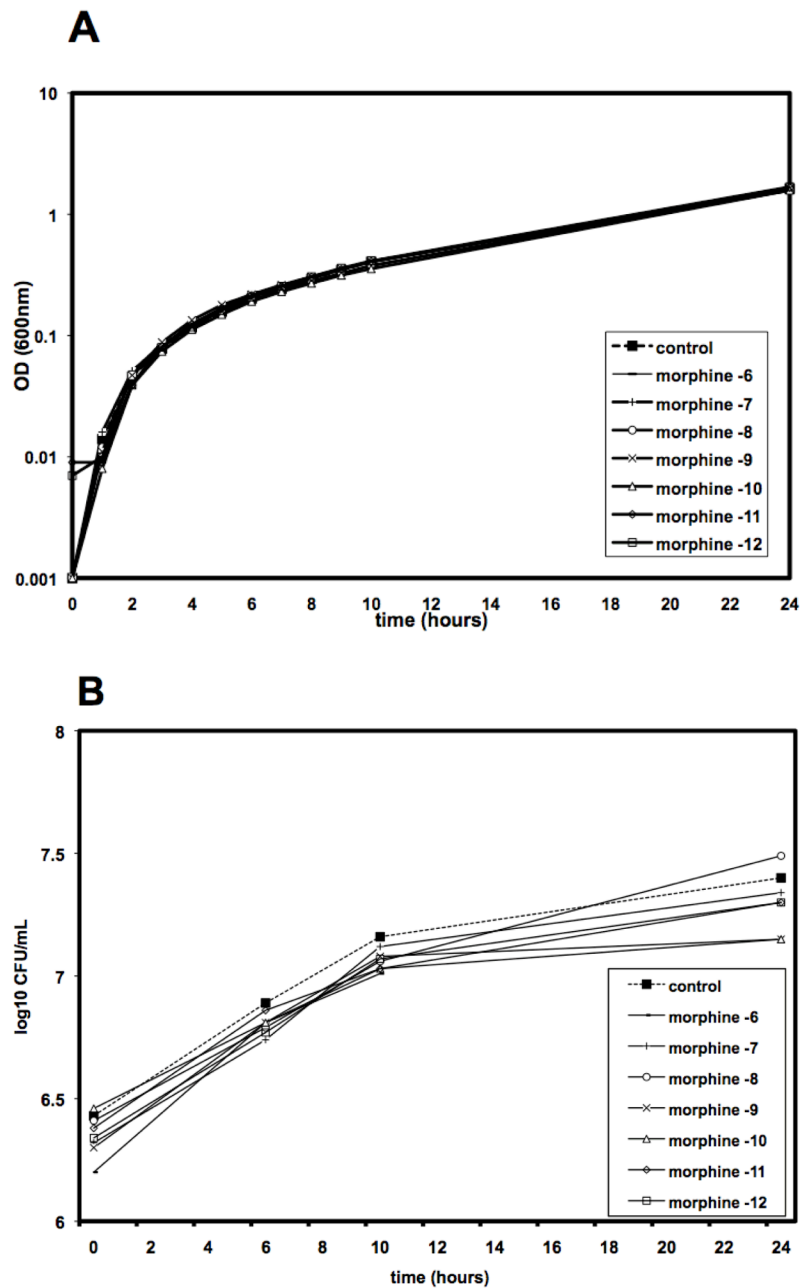 A
10
1
0.1
0.01
0.001
OD (600nm)
control
morphine -6
morphine -7
morphine -8
morphine -9
morphine -10
morphine -11
morphine -12
0 2 4 6 8 10 12 14 16 18 20 22 24
time (hours)
B
8
7.5
7
6.5
6
log10 CFU/mL
control
morphine -6
morphine -7
morphine -8
morphine -9
morphine -10
morphine -11
morphine -12
0 2 4 6 8 10 12 14 16 18 20 22 24
time (hours)